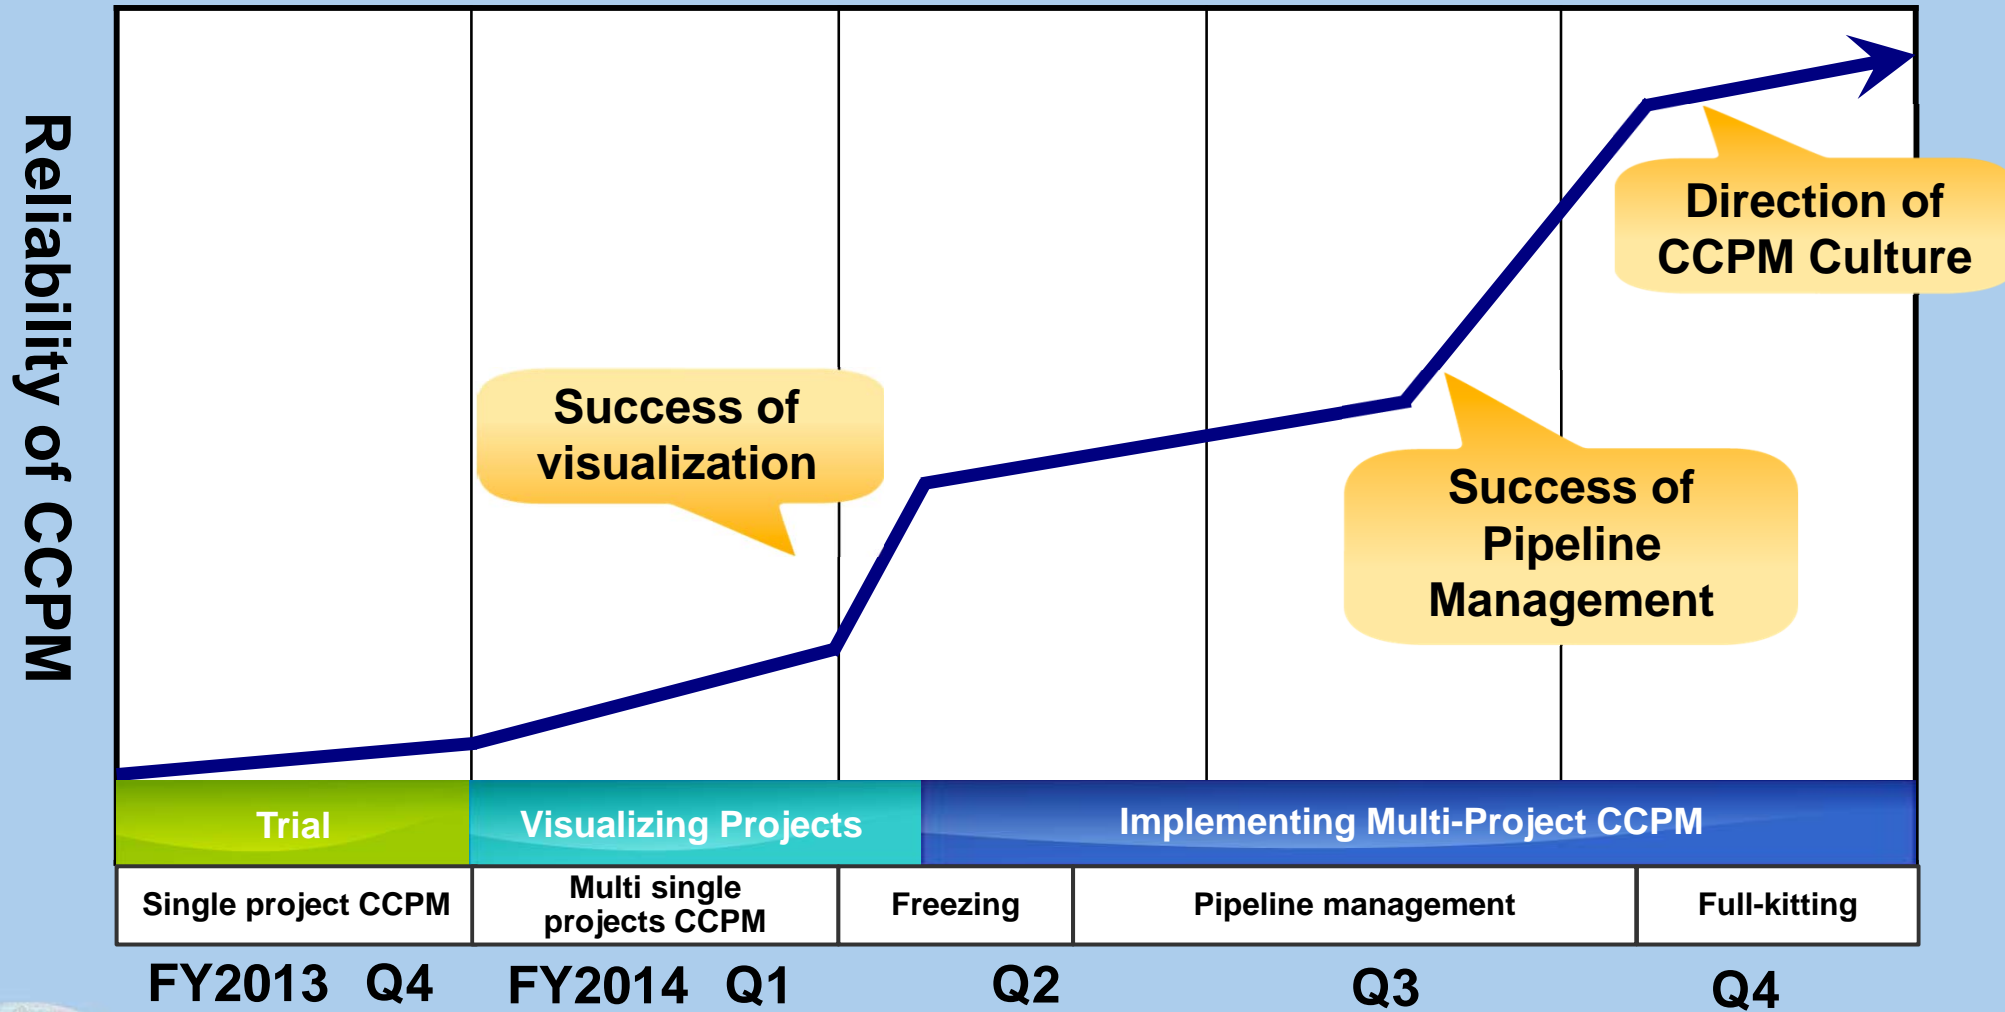 Reliability of CCPM
Direction of
CCPM Culture
Success of
visualization
Success of
Pipeline
Management
Trial
Visualizing Projects
Implementing Multi-Project CCPM
Single project CCPM
Multi single
projects CCPM
Freezing
Pipeline management
Full-kitting
FY2013 Q4
FY2014 Q1
Q2
Q3
Q4